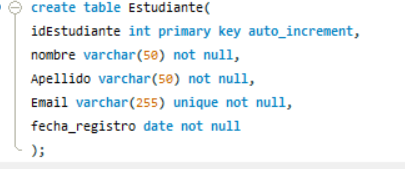 create table Estudiante(
idEstudiante int primary key auto_increment,
nombre varchar(50) not null,
Apellido varchar(50) not null,
Email varchar(255) unique not null,
fecha_registro date not null
);